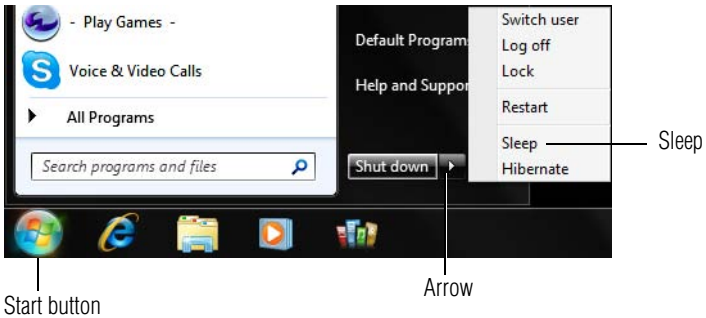 - Play Games -
Voice & Video Calls
All Programs
Search programs and files
Default Program
Help and Suppor
Shut down
Switch user
Log off
Lock
Restart
Sleep
Hibernate
Sleep
Arrow
Start button